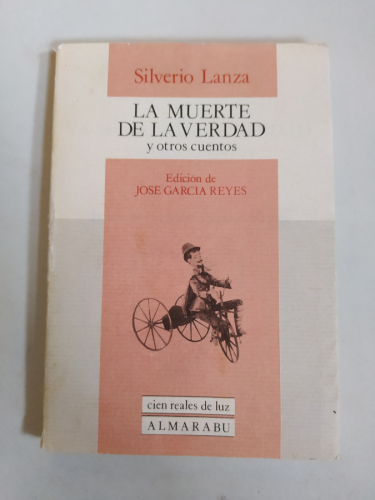 Silverio Lanza
LA MUERTE
DE LA VERDAD
y otros cuentos
Edición de
JOSE GARCIA REYES
cien reales de luz
ALMARABU